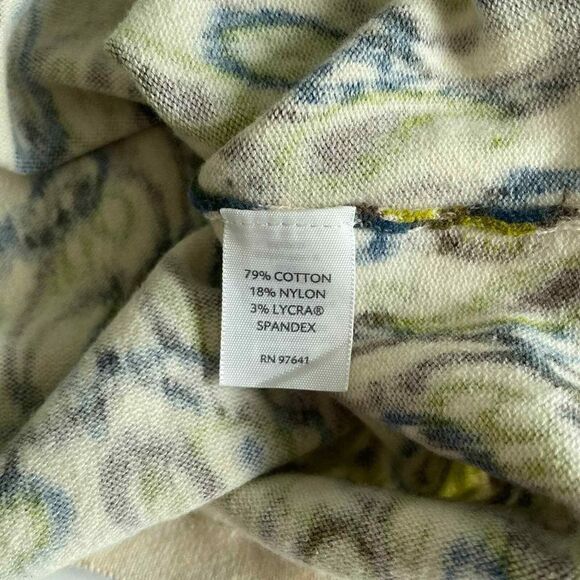 79% COTTON
18% NYLON
3% LYCRA®
SPANDEX
RN 97641